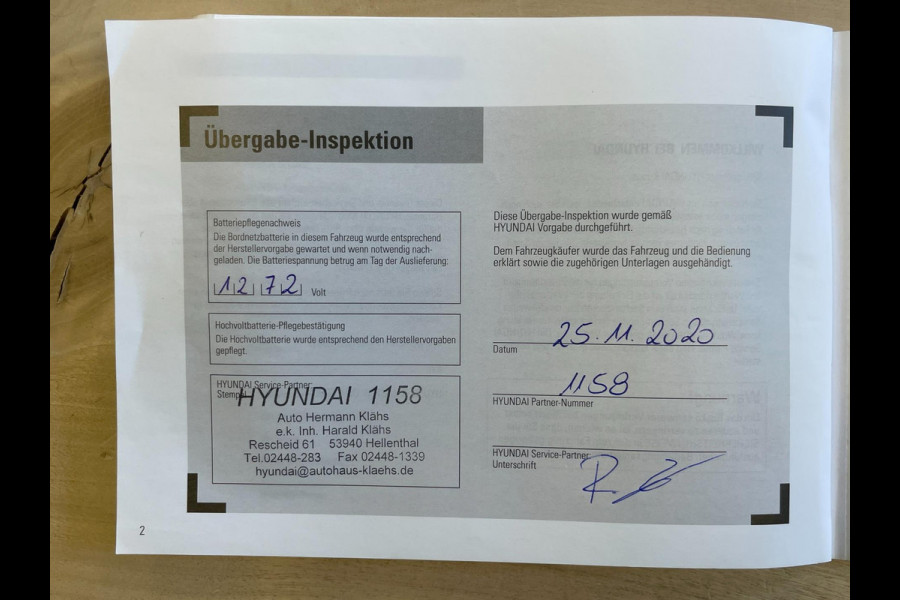 Übergabe-Inspektion
Batteriepflegenachweis
Die Bordnetzbatterie in diesem Fahrzeug wurde entsprechend
der Herstellervorgabe gewartet und wenn notwendig nach-
geladen. Die Batteriespannung betrug am Tag der Auslieferung:
12 72 Volt
Hochvoltbatterie-Pflegebestätigung
Die Hochvoltbatterie wurde entsprechend den Herstellervorgaben
gepflegt.
HYUNDAI Service-Partner
Stempel
HYUNDAI 1158
Auto Hermann Klähs
e.k. Inh. Harald Klähs
Rescheid 61 53940 Hellenthal
Tel.02448-283 Fax 02448-1339
hyundai@autohaus-klaehs.de
Diese Übergabe-Inspektion wurde gemäß
HYUNDAI Vorgabe durchgeführt.
Dem Fahrzeugkäufer wurde das Fahrzeug und die Bedienung
erklärt sowie die zugehörigen Unterlagen ausgehändigt.
25.11.2020
Datum
1158
HYUNDAI Partner-Nummer
HYUNDAI Service-Partner
Unterschrift
2